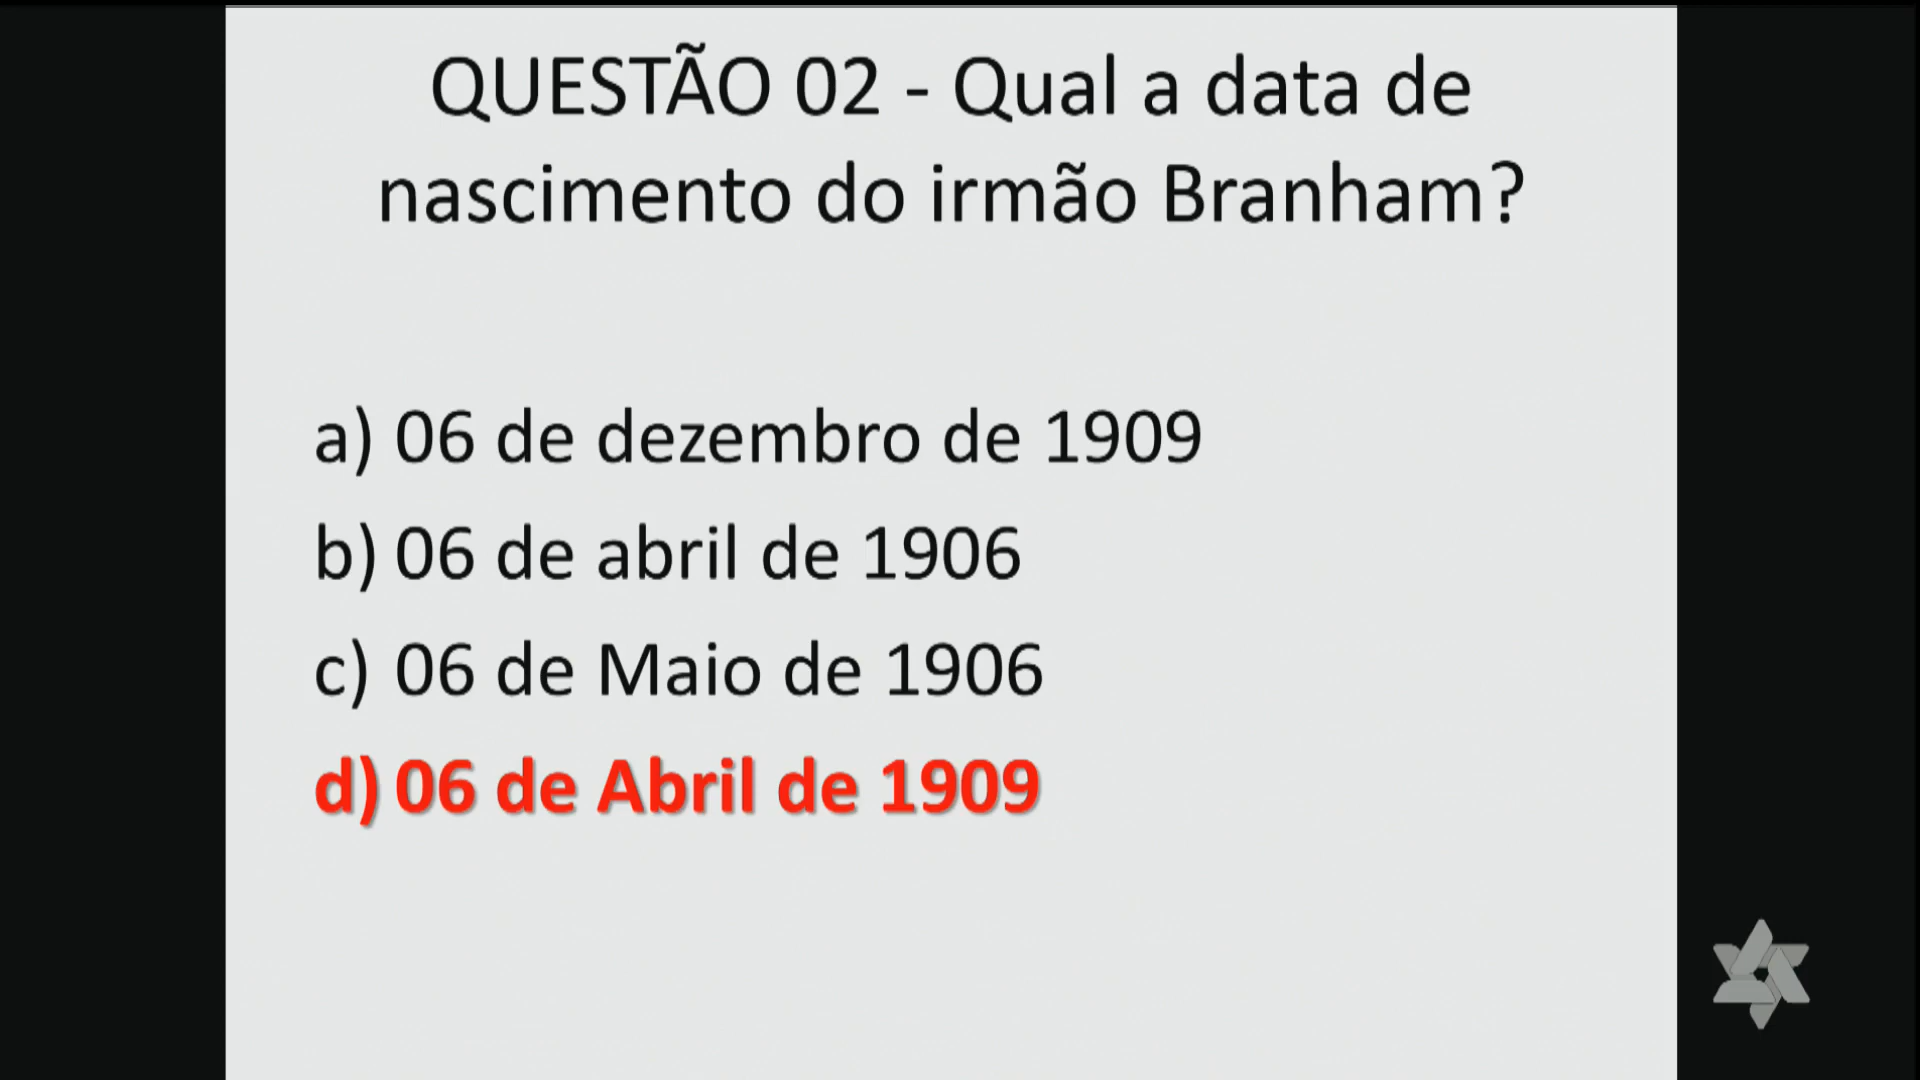 QUESTÃO 02 - Qual a data de
nascimento do irmão Branham?
a) 06 de dezembro de 1909
b) 06 de abril de 1906
c) 06 de Maio de 1906
d) 06 de Abril de 1909